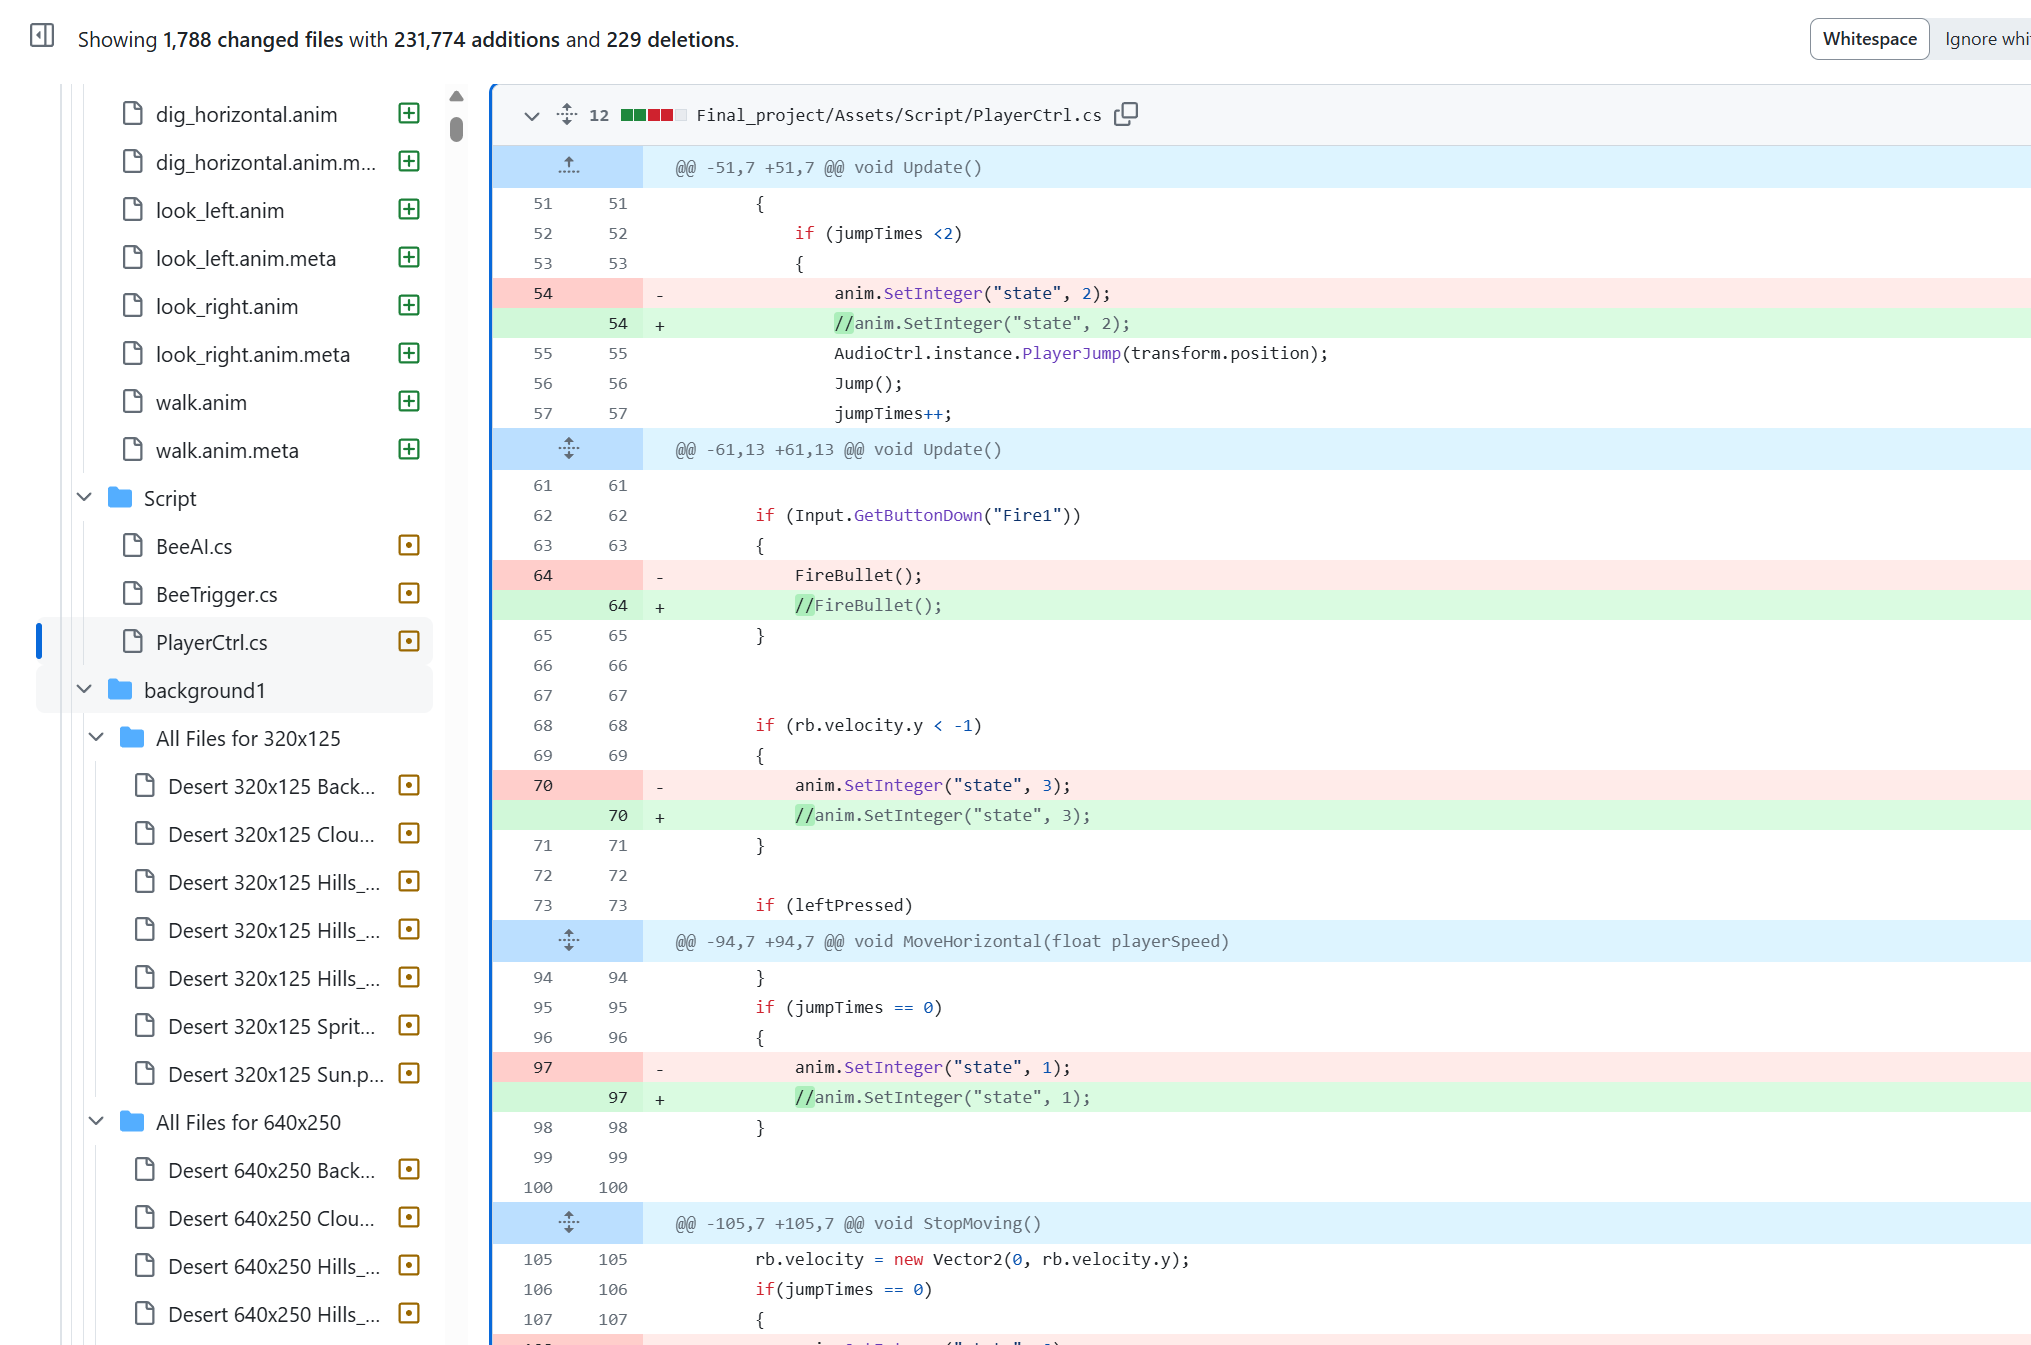 Showing 1,788 changed files with 231,774 additions and 229 deletions.
Whitespace
Ignore whi
dig_horizontal.anim
dig_horizontal.anim.m...
look_left.anim
look_left.anim.meta
look_right.anim
look_right.anim.meta
walk.anim
walk.anim.meta
Script
BeeAI.cs
BeeTrigger.cs
PlayerCtrl.cs
background1
All Files for 320x125
Desert 320x125 Back...
Desert 320x125 Clou...
Desert 320x125 Hills_...
Desert 320x125 Hills_...
Desert 320x125 Hills_...
Desert 320x125 Sprit...
Desert 320x125 Sun.p...
All Files for 640x250
Desert 640x250 Back...
Desert 640x250 Clou...
Desert 640x250 Hills_...
Desert 640x250 Hills_...
12 Final_project/Assets/Script/PlayerCtrl.cs
@@ -51,7 +51,7 @@ void Update()
51 51 {
52 52 if (jumpTimes <2)
53 53 {
54 - anim.SetInteger("state", 2);
54 + //anim.SetInteger("state", 2);
55 55 AudioCtrl.instance.PlayerJump(transform.position);
56 56 Jump();
57 57 jumpTimes++;
@@ -61,13 +61,13 @@ void Update()
61 61
62 62 if (Input.GetButtonDown("Fire1"))
63 63 {
64 - FireBullet();
64 + //FireBullet();
65 65 }
66 66
67 67
68 68 if (rb.velocity.y < -1)
69 69 {
70 - anim.SetInteger("state", 3);
70 + //anim.SetInteger("state", 3);
71 71 }
72 72
73 73 if (leftPressed)
@@ -94,7 +94,7 @@ void MoveHorizontal(float playerSpeed)
94 94 }
95 95 if (jumpTimes == 0)
96 96 {
97 - anim.SetInteger("state", 1);
97 + //anim.SetInteger("state", 1);
98 98 }
99 99
100 100
@@ -105,7 +105,7 @@ void StopMoving()
105 105 rb.velocity = new Vector2(0, rb.velocity.y);
106 106 if(jumpTimes == 0)
107 107 {